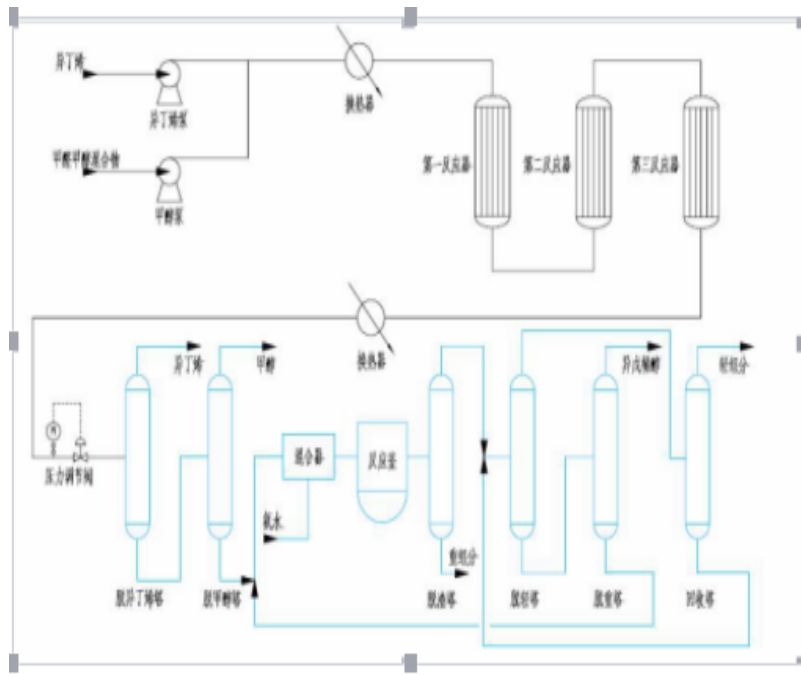 异丁烯
异丁烯泵
换热器
甲醛甲醇混合物
甲醇泵
第一反应器
第二反应器
第三反应器
换热器
异丁烯
甲醇
异戊烯醇
轻组分
压力调节阀
混合器
反应釜
氨水
重组分
脱异丁烯塔
脱甲醇塔
脱渣塔
脱轻塔
脱重塔
回收塔